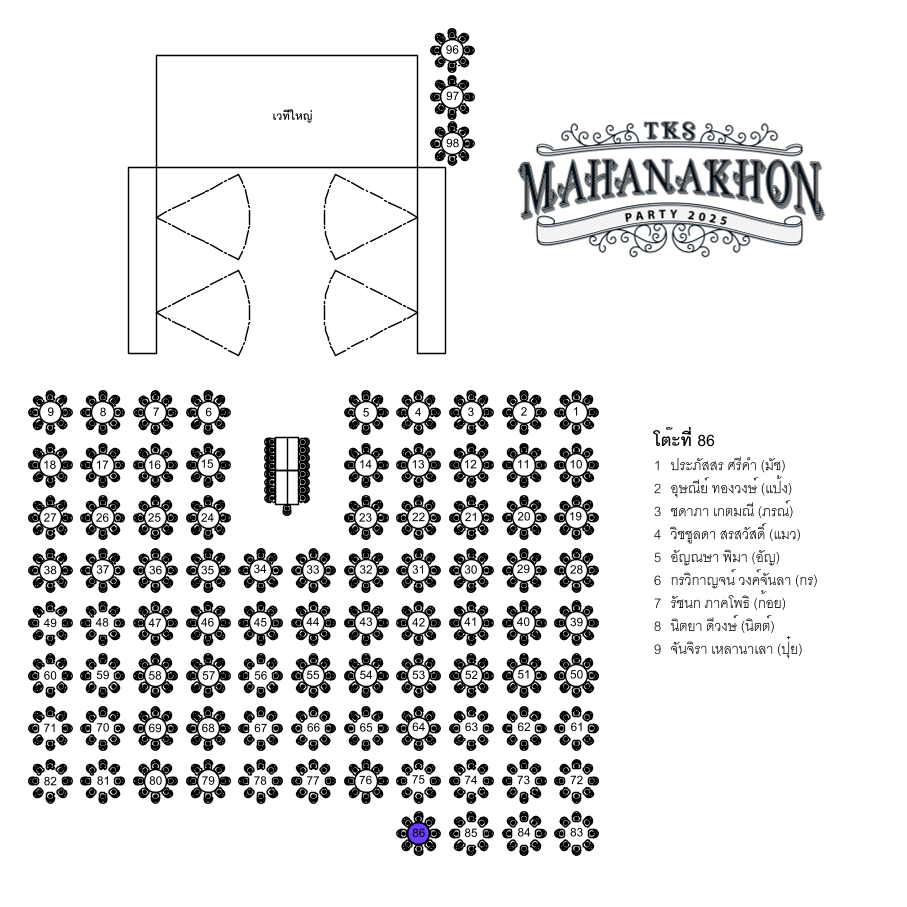 96
97
98
เวทีใหญ่
TKS
MAHANAKHON
PARTY 2025
9 8 7 6 5 4 3 2 1
18 17 16 15 14 13 12 11 10
27 26 25 24 23 22 21 20 19
38 37 36 35 34 33 32 31 30 29 28
49 48 47 46 45 44 43 42 41 40 39
60 59 58 57 56 55 54 53 52 51 50
71 70 69 68 67 66 65 64 63 62 61
82 81 80 79 78 77 76 75 74 73 72
86 85 84 83
โต๊ะที่ 86
1 ประภัสสร ศรีคำ (มัช)
2 อุษณีย์ ทองวงษ์ (แป้ง)
3 ชดาภา เกตมณี (ภรณ์)
4 วิชชุลดา สรสวัสดิ์ (แมว)
5 อัญณษา พิมา (อัญ)
6 กรวิกาญจน์ วงค์จันลา (กร)
7 รัชนก ภาคโพธิ (ก้อย)
8 นิตยา ดีวงษ์ (นิตต์)
9 จันจิรา เหลานาเลา (ปุ๋ย)